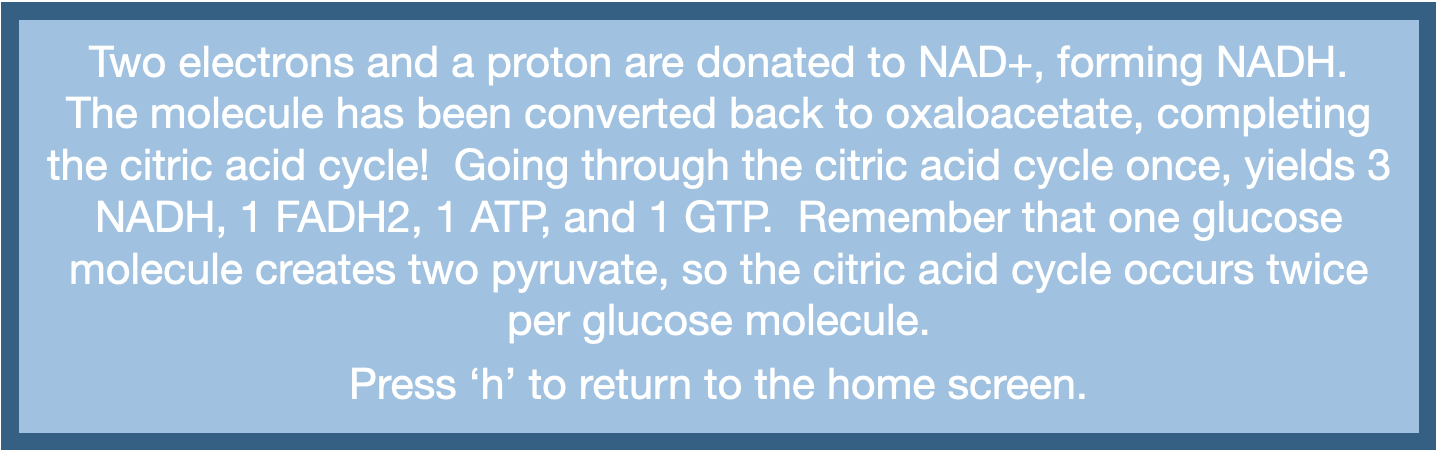 Two electrons and a proton are donated to NAD+, forming NADH.
The molecule has been converted back to oxaloacetate, completing
the citric acid cycle!  Going through the citric acid cycle once, yields 3
NADH, 1 FADH2, 1 ATP, and 1 GTP.  Remember that one glucose
molecule creates two pyruvate, so the citric acid cycle occurs twice
per glucose molecule.
Press ‘h’ to return to the home screen.